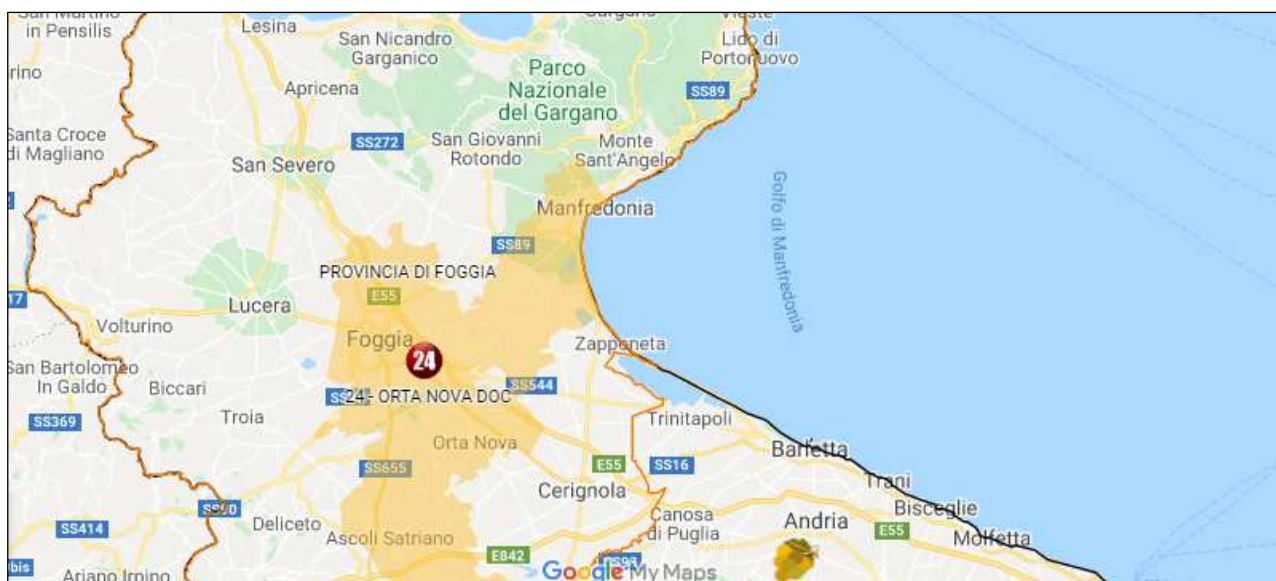 San Martino
in Pensilis
Lesina
San Nicandro
Garganico
Vieste
Lido di
Portonuovo
Parco
Nazionale
del Gargano
Apricena
SS89
Santa Croce
di Magliano
SS272
San Giovanni
Rotondo
Monte
Sant'Angelo
San Severo
Manfredonia
Golfo di Manfredonia
SS89
PROVINCIA DI FOGGIA
E55
Lucera
17
Volturino
Foggia
24
Zapponeta
San Bartolomeo
In Galdo
Biccari
SS544
24- ORTA NOVA DOC
Troia
Trinitapoli
SS369
Orta Nova
Barletta
SS655
E55
SS16
Trani
Cerignola
Bisceglie
Deliceto
Canosa
di Puglia
Andria
SS414
E55
Molfetta
Ascoli Satriano
E842
Ariano Irpino
Google My Maps